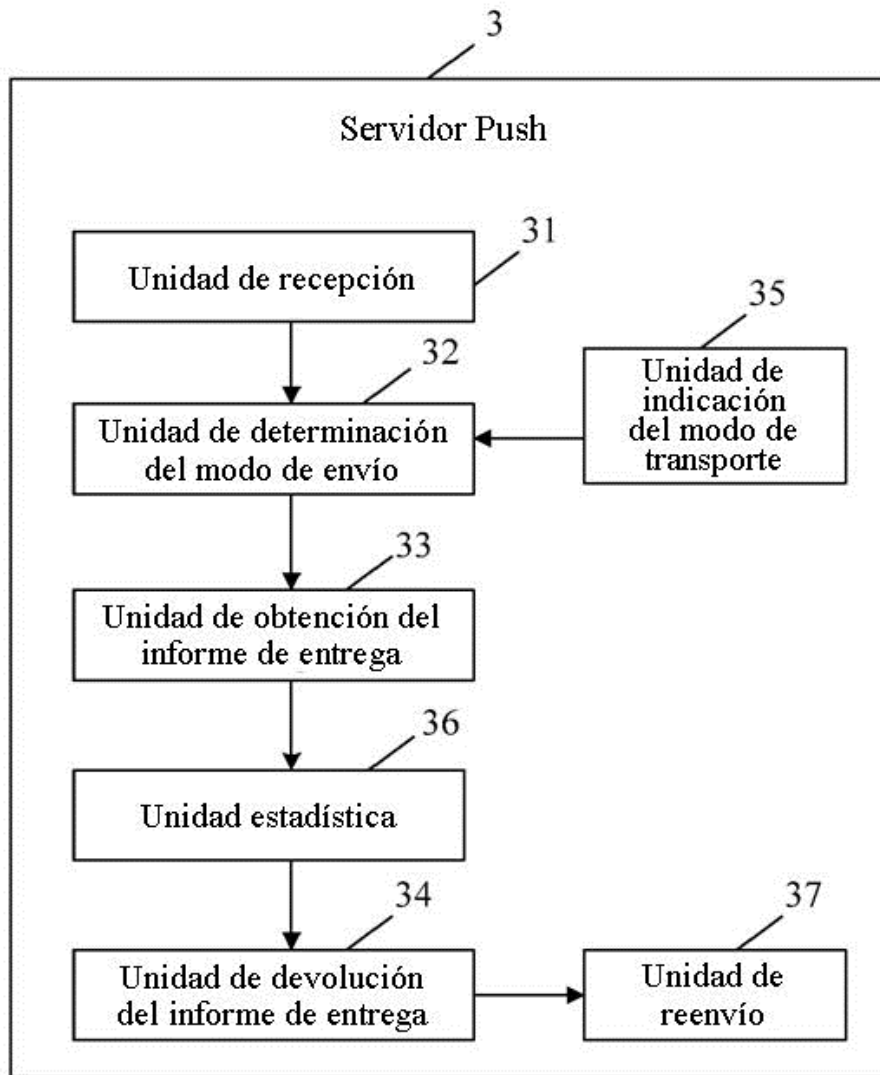 3
Servidor Push
31
Unidad de recepción
35
Unidad de
indicación
del modo de
transporte
32
Unidad de determinación
del modo de envío
33
Unidad de obtención del
informe de entrega
36
Unidad estadística
34
Unidad de devolución
del informe de entrega
37
Unidad de
reenvío